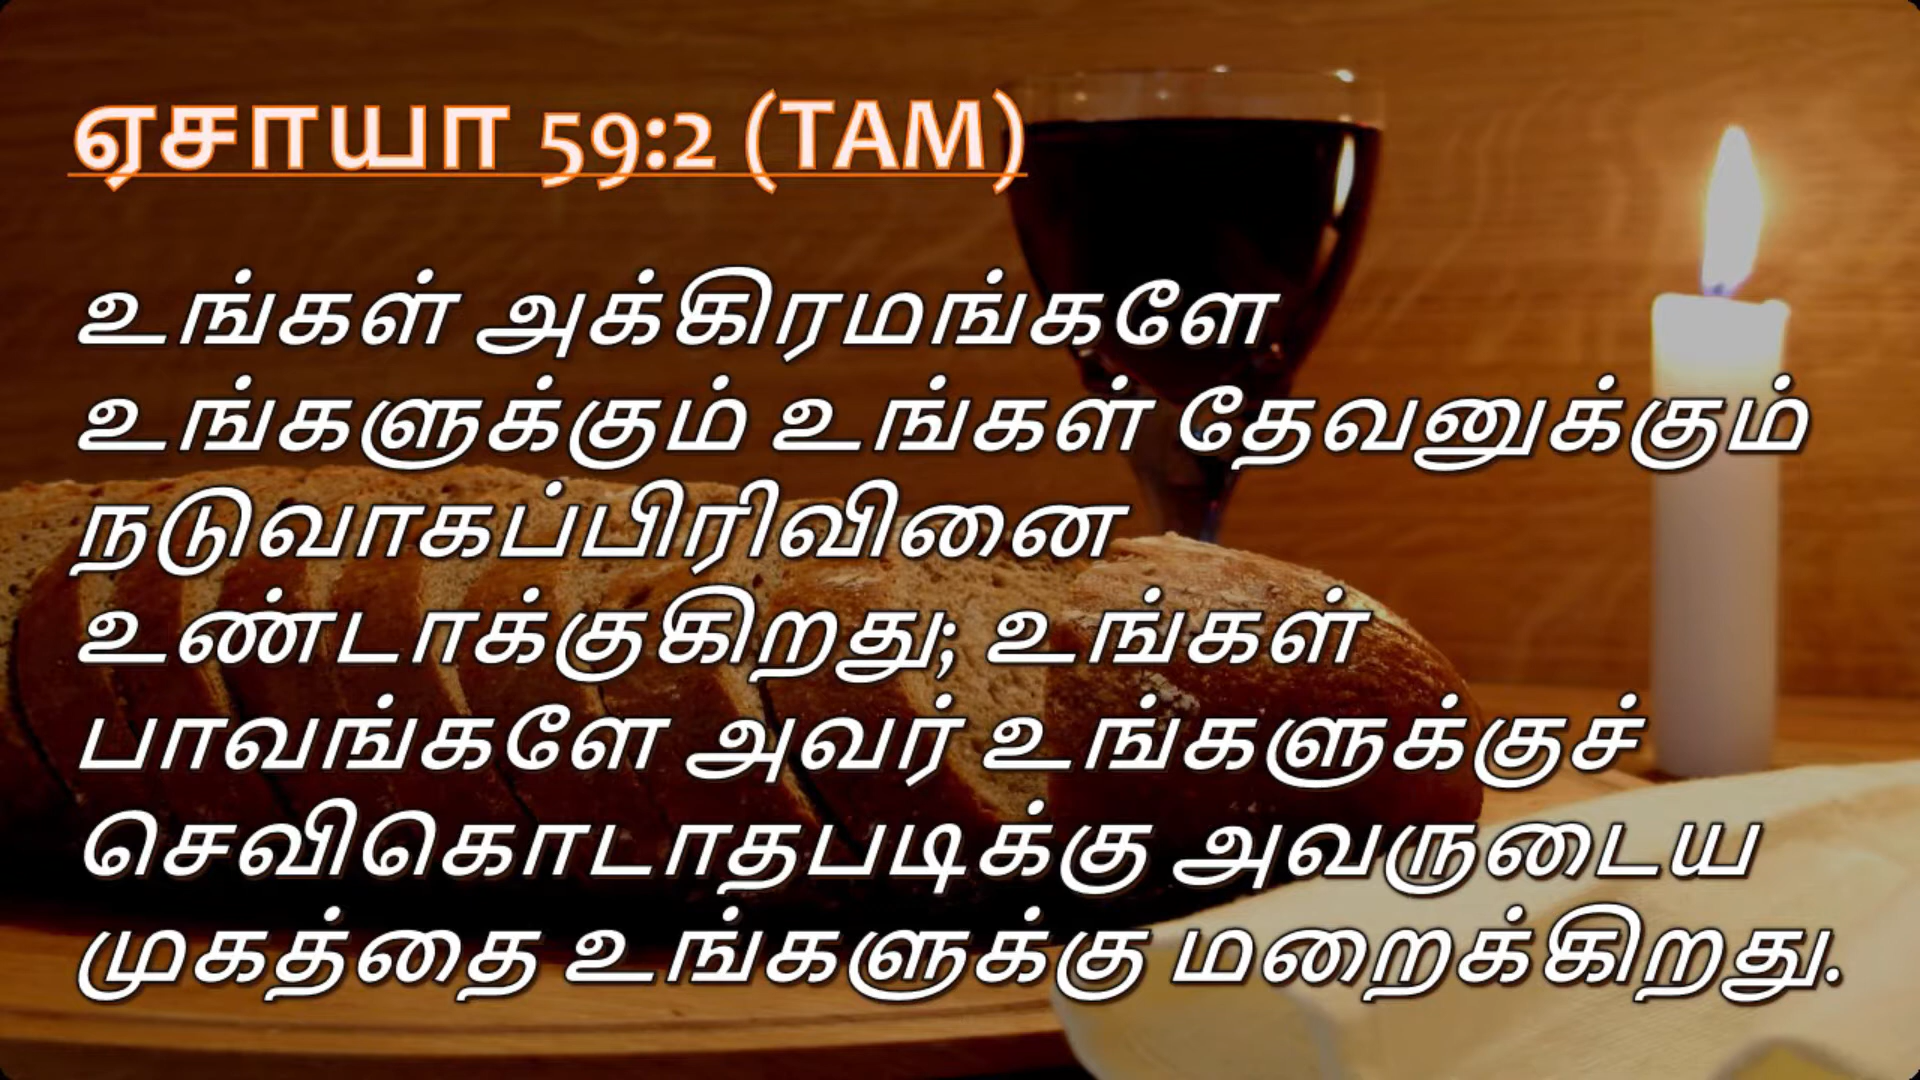 ஏசாயா 59:2 (TAM)
உங்கள் அக்கிரமங்களே
உங்களுக்கும் உங்கள் தேவனுக்கும்
நடுவாகப்பிரிவினை
உண்டாக்குகிறது; உங்கள்
பாவங்களே அவர் உங்களுக்குச்
செவிகொடாதபடிக்கு அவருடைய
முகத்தை உங்களுக்கு மறைக்கிறது.